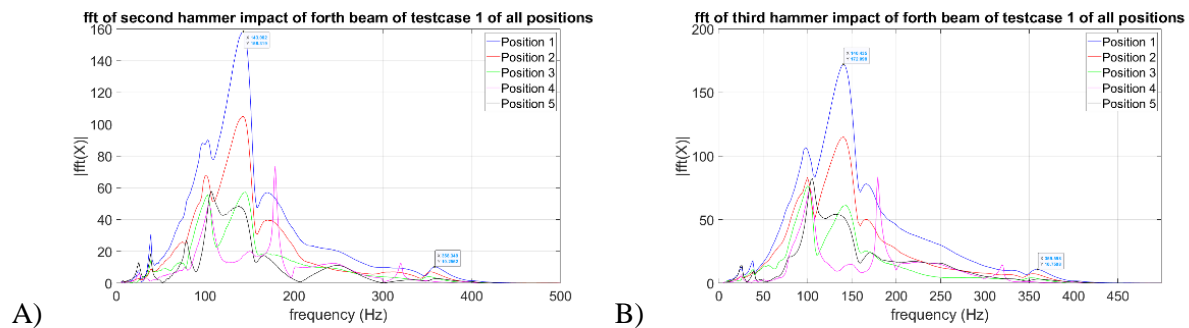 fft of second hammer impact of forth beam of testcase 1 of all positions
160
140
120
100
80
60
40
20
0
|fft(X)|
0 100 200 300 400 500
frequency (Hz)
Position 1
Position 2
Position 3
Position 4
Position 5
A)
fft of third hammer impact of forth beam of testcase 1 of all positions
200
150
100
50
0
|fft(X)|
0 50 100 150 200 250 300 350 400 450
frequency (Hz)
Position 1
Position 2
Position 3
Position 4
Position 5
B)